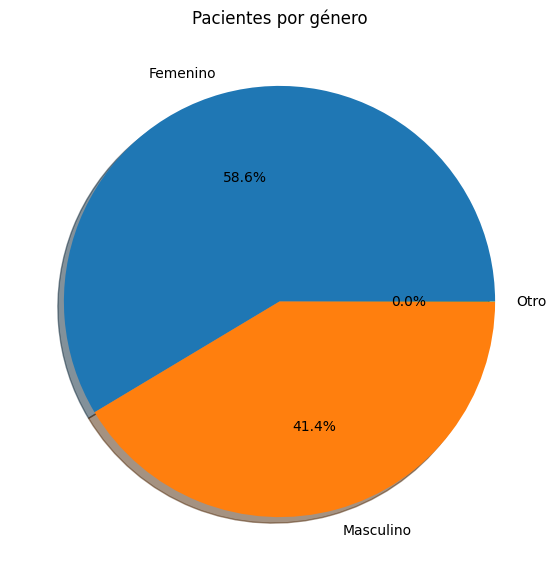 Pacientes por género
Femenino
58.6%
0.0%
Otro
41.4%
Masculino